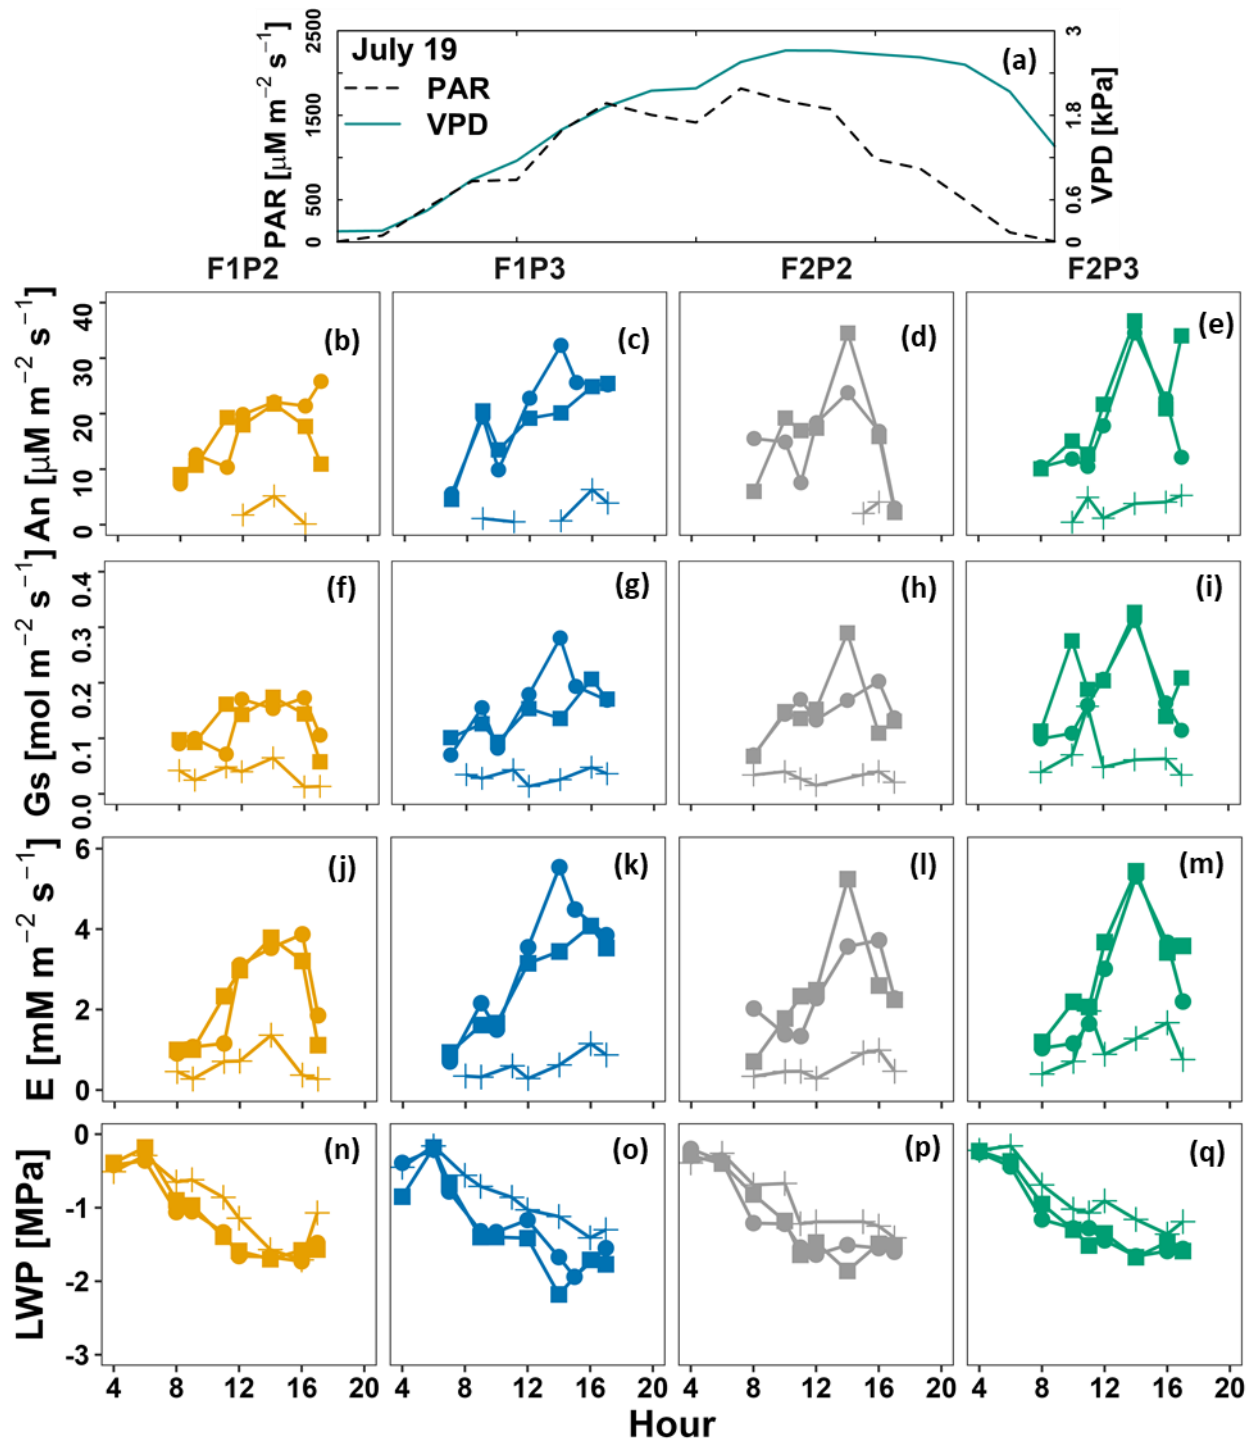 2500
1500
500
0
PAR [μM m⁻² s⁻¹]
July 19
PAR
VPD
(a)
3
1.8
0.6
0
VPD [kPa]
F1P2 F1P3 F2P2 F2P3
An [μM m⁻² s⁻¹]
40
30
20
10
0
(b) (c) (d) (e)
Gs [mol m⁻² s⁻¹]
0.4
0.3
0.2
0.1
0.0
(f) (g) (h) (i)
E [mM m⁻² s⁻¹]
6
4
2
0
(j) (k) (l) (m)
LWP [MPa]
0
-1
-2
-3
(n) (o) (p) (q)
4 8 12 16 20 4 8 12 16 20 4 8 12 16 20 4 8 12 16 20
Hour